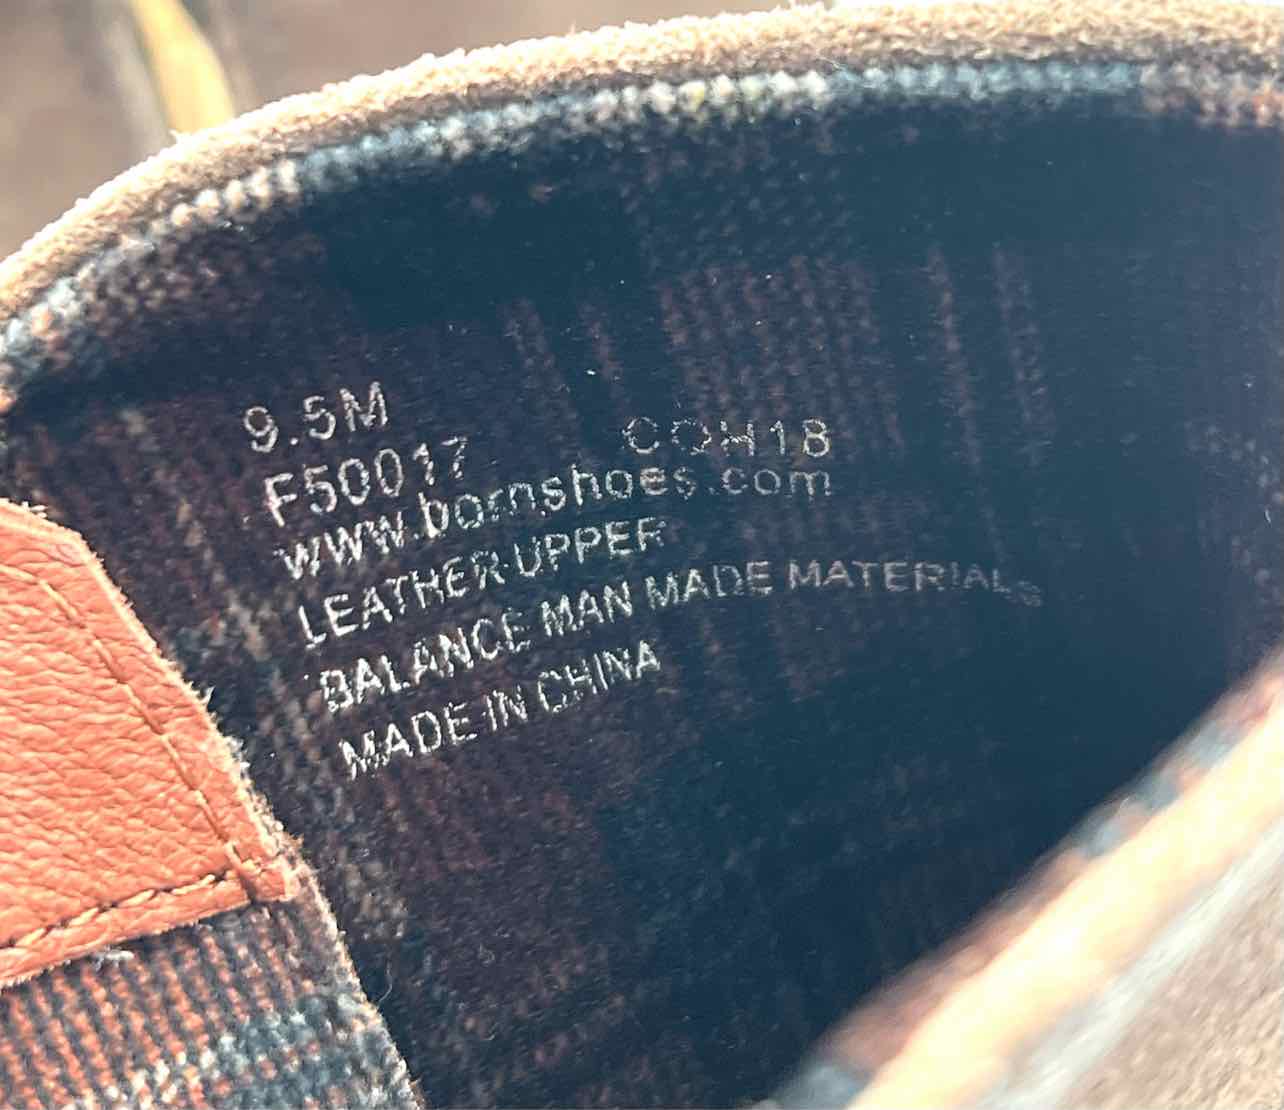 9.5M
F50017 COH18
www.bornshoes.com
LEATHER UPPER
BALANCE MAN MADE MATERIALS
MADE IN CHINA